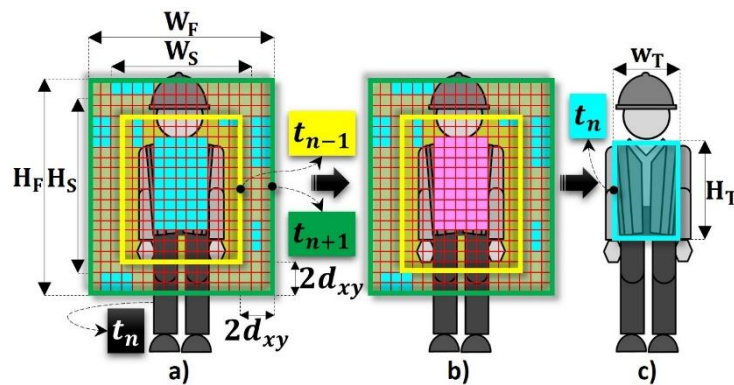 W_F
W_S
H_F
H_S
t_{n-1}
t_{n+1}
2d_{xy}
2d_{xy}
t_n
a)
b)
t_n
w_T
H_T
c)